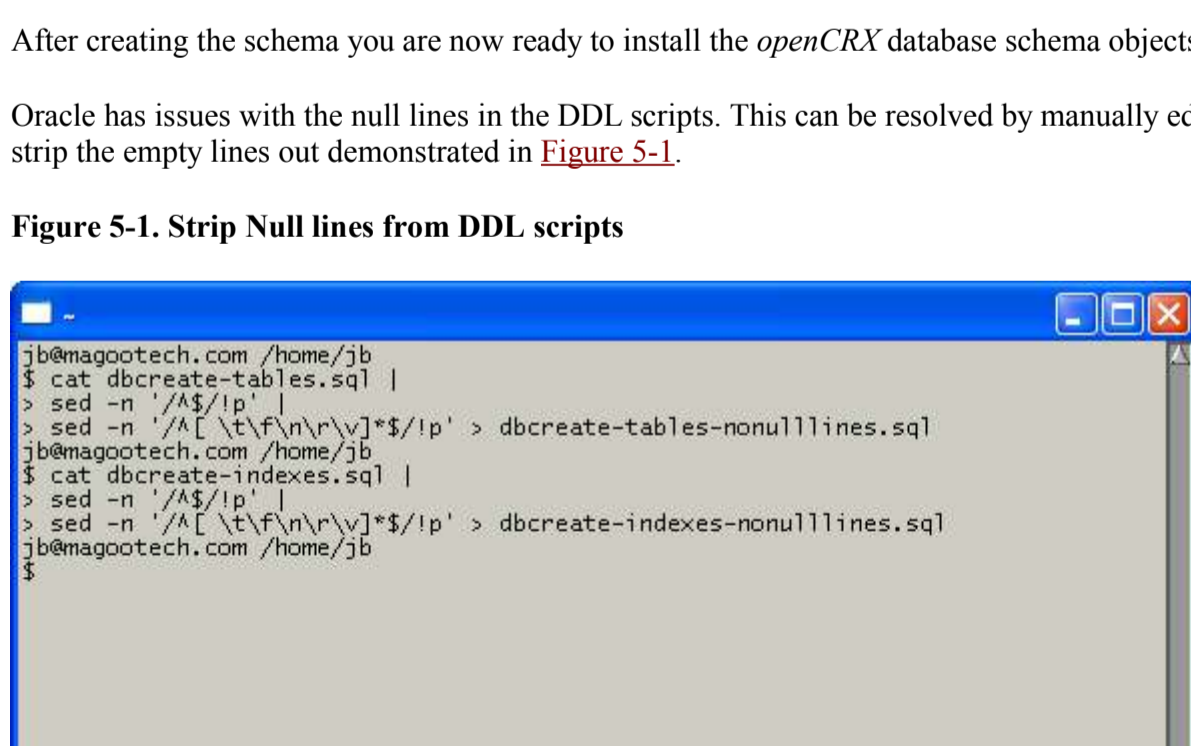 After creating the schema you are now ready to install the openCRX database schema objects
Oracle has issues with the null lines in the DDL scripts. This can be resolved by manually ed
strip the empty lines out demonstrated in Figure 5-1.
Figure 5-1. Strip Null lines from DDL scripts
~
jb@magootech.com /home/jb
$ cat dbcreate-tables.sql |
> sed -n '/^$/!p' |
> sed -n '/^[ \t\f\n\r\v]*$/!p' > dbcreate-tables-nonulllines.sql
jb@magootech.com /home/jb
$ cat dbcreate-indexes.sql |
> sed -n '/^$/!p' |
> sed -n '/^[ \t\f\n\r\v]*$/!p' > dbcreate-indexes-nonulllines.sql
jb@magootech.com /home/jb
$